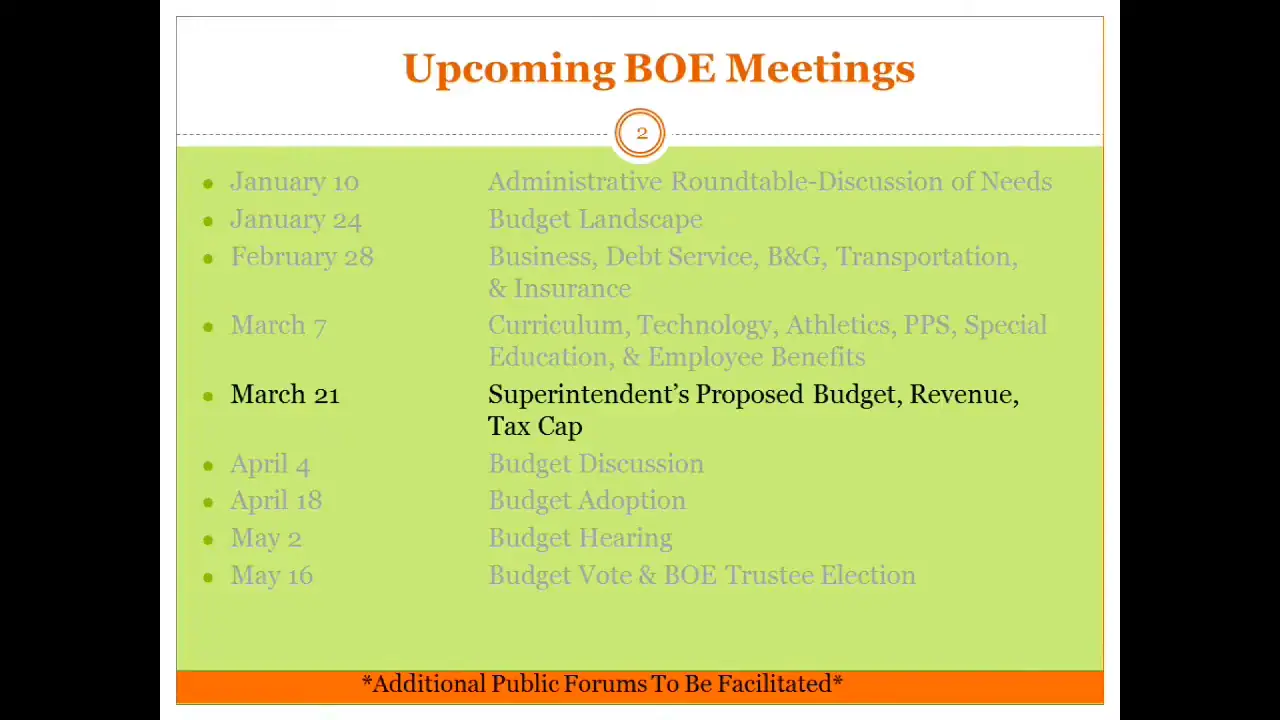 Upcoming BOE Meetings
2
January 10 Administrative Roundtable-Discussion of Needs
January 24 Budget Landscape
February 28 Business, Debt Service, B&G, Transportation,
& Insurance
March 7 Curriculum, Technology, Athletics, PPS, Special
Education, & Employee Benefits
March 21 Superintendent’s Proposed Budget, Revenue,
Tax Cap
April 4 Budget Discussion
April 18 Budget Adoption
May 2 Budget Hearing
May 16 Budget Vote & BOE Trustee Election
*Additional Public Forums To Be Facilitated*